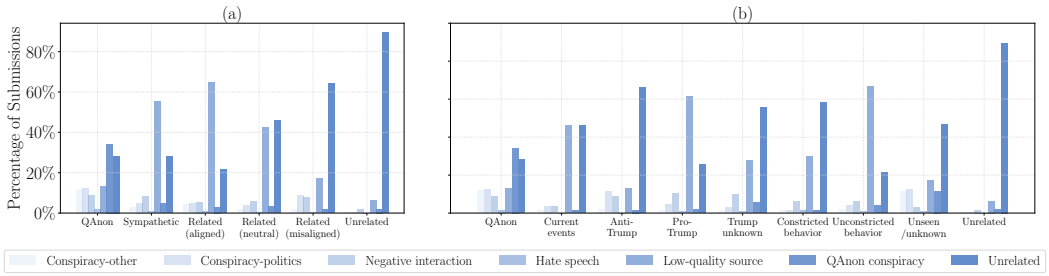 (a)
(b)
Percentage of Submissions
80%
60%
40%
20%
0%
QAnon
Sympathetic
Related
(aligned)
Related
(neutral)
Related
(misaligned)
Unrelated
QAnon
Current
events
Anti-
Trump
Pro-
Trump
Trump
unknown
Constricted
behavior
Unconstricted
behavior
Unseen
/unknown
Unrelated
Conspiracy-other
Conspiracy-politics
Negative interaction
Hate speech
Low-quality source
QAnon conspiracy
Unrelated